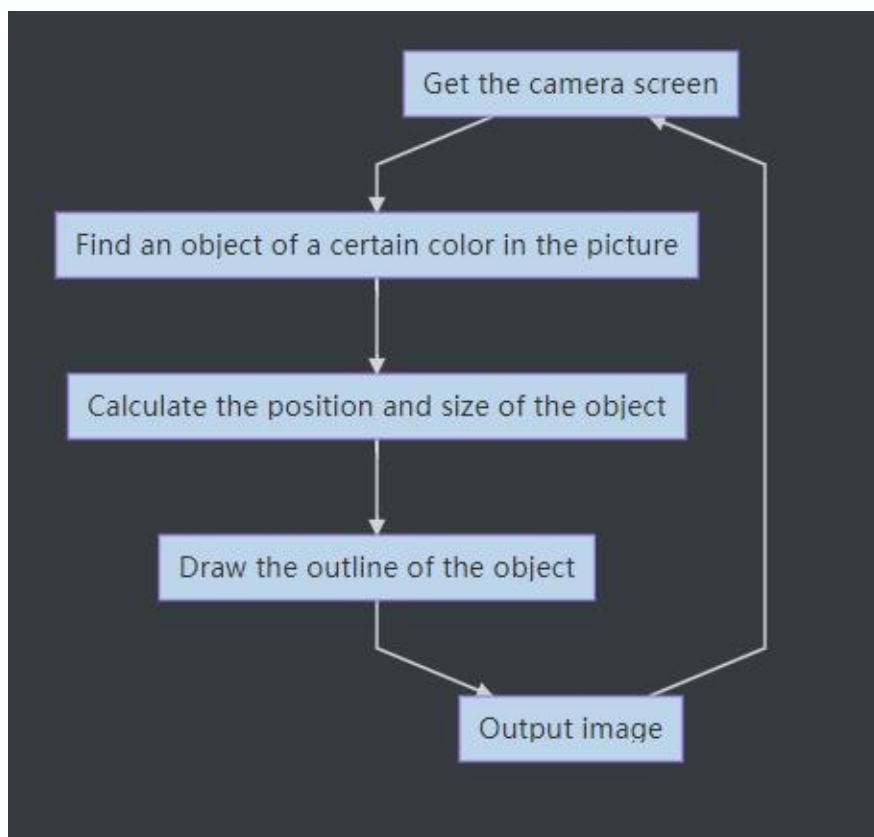 Get the camera screen
Find an object of a certain color in the picture
Calculate the position and size of the object
Draw the outline of the object
Output image